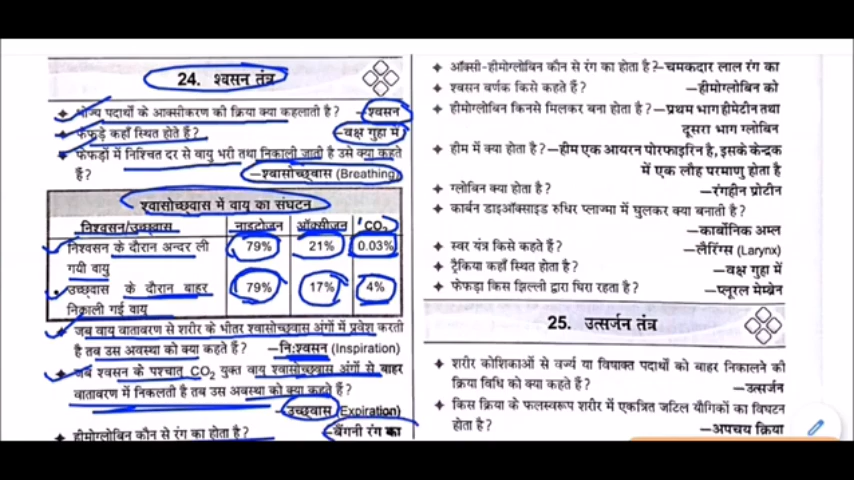 24. श्वसन तंत्र
भोज्य पदार्थों के आक्सीकरण की क्रिया क्या कहलाती है? –श्वसन
फेफड़े कहाँ स्थित होते हैं? –वक्ष गुहा में
फेफड़ों में निश्चित दर से वायु भरी तथा निकाली जाती है उसे क्या कहते
हैं? –श्वासोच्छ्वास (Breathing)
श्वासोच्छ्वास में वायु का संघटन
निश्वसन/उच्छ्वास नाइट्रोजन ऑक्सीजन CO2
निश्वसन के दौरान अन्दर ली 79% 21% 0.03%
गयी वायु
उच्छ्वास के दौरान बाहर 79% 17% 4%
निकाली गई वायु
जब वायु वातावरण से शरीर के भीतर श्वासोच्छ्वास अंगों में प्रवेश करती
है तब उस अवस्था को क्या कहते हैं? –निःश्वसन (Inspiration)
जब श्वसन के पश्चात् CO2 युक्त वायु श्वासोच्छ्वास अंगों से बाहर
वातावरण में निकलती है तब उस अवस्था को क्या कहते हैं?
–उच्छ्वास (Expiration)
हीमोग्लोबिन कौन से रंग का होता है? –बैंगनी रंग का
ऑक्सी-हीमोग्लोबिन कौन से रंग का होता है? –चमकदार लाल रंग का
श्वसन वर्णक किसे कहते हैं? –हीमोग्लोबिन को
हीमोग्लोबिन किनसे मिलकर बना होता है? –प्रथम भाग हीमेटीन तथा
दूसरा भाग ग्लोबिन
हीम में क्या होता है? –हीम एक आयरन पोरफाइरिन है, इसके केन्द्रक
में एक लौह परमाणु होता है
ग्लोबिन क्या होता है? –रंगहीन प्रोटीन
कार्बन डाइऑक्साइड रुधिर प्लाज्मा में घुलकर क्या बनाती है?
–कार्बोनिक अम्ल
स्वर यंत्र किसे कहते हैं? –लैरिंग्स (Larynx)
ट्रैकिया कहाँ स्थित होता है? –वक्ष गुहा में
फेफड़ा किस झिल्ली द्वारा घिरा रहता है? –प्लूरल मेम्ब्रेन
25. उत्सर्जन तंत्र
शरीर कोशिकाओं से वर्ज्य या विषाक्त पदार्थों को बाहर निकालने की
क्रिया विधि को क्या कहते हैं? –उत्सर्जन
किस क्रिया के फलस्वरूप शरीर में एकत्रित जटिल यौगिकों का विघटन
होता है? –अपचय क्रिया